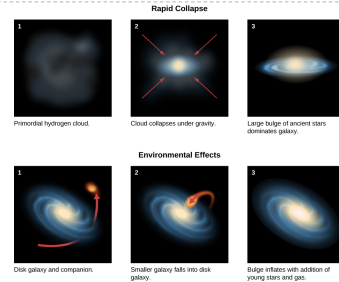 Rapid Collapse
1
2
3
Primordial hydrogen cloud.
Cloud collapses under gravity.
Large bulge of ancient stars
dominates galaxy.
Environmental Effects
1
2
3
Disk galaxy and companion.
Smaller galaxy falls into disk
galaxy.
Bulge inflates with addition of
young stars and gas.